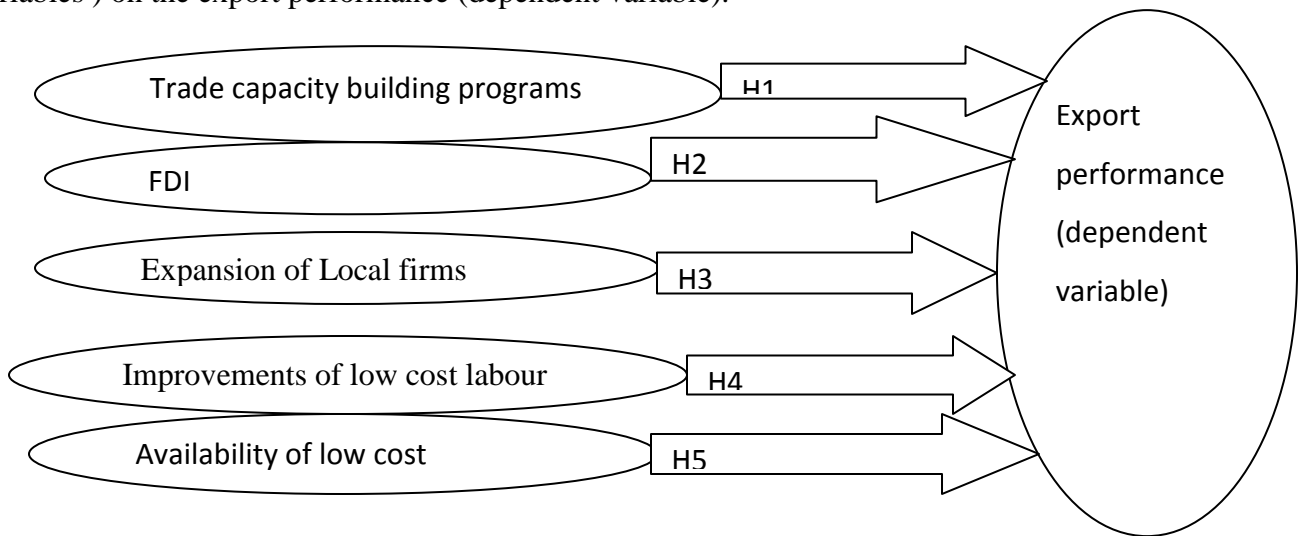 riables ) on the export performance (dependent variable).
Trade capacity building programs
H1
Export
performance
(dependent
variable)
FDI
H2
Expansion of Local firms
H3
Improvements of low cost labour
H4
Availability of low cost
H5